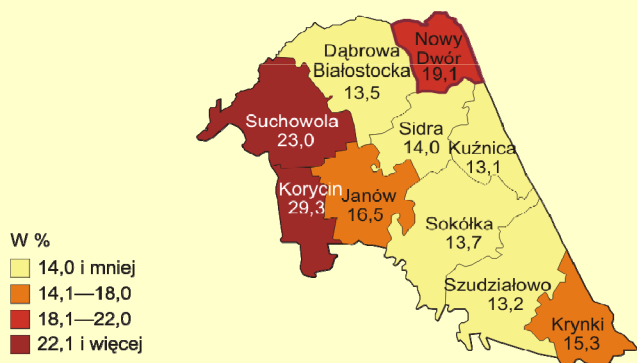 Nowy
Dwór
19,1
Dąbrowa
Białostocka
13,5
Suchowola
23,0
Sidra
14,0
Kuźnica
13,1
Korycin
29,3
Janów
16,5
Sokółka
13,7
Szudziałowo
13,2
Krynki
15,3
W %
14,0 i mniej
14,1—18,0
18,1—22,0
22,1 i więcej